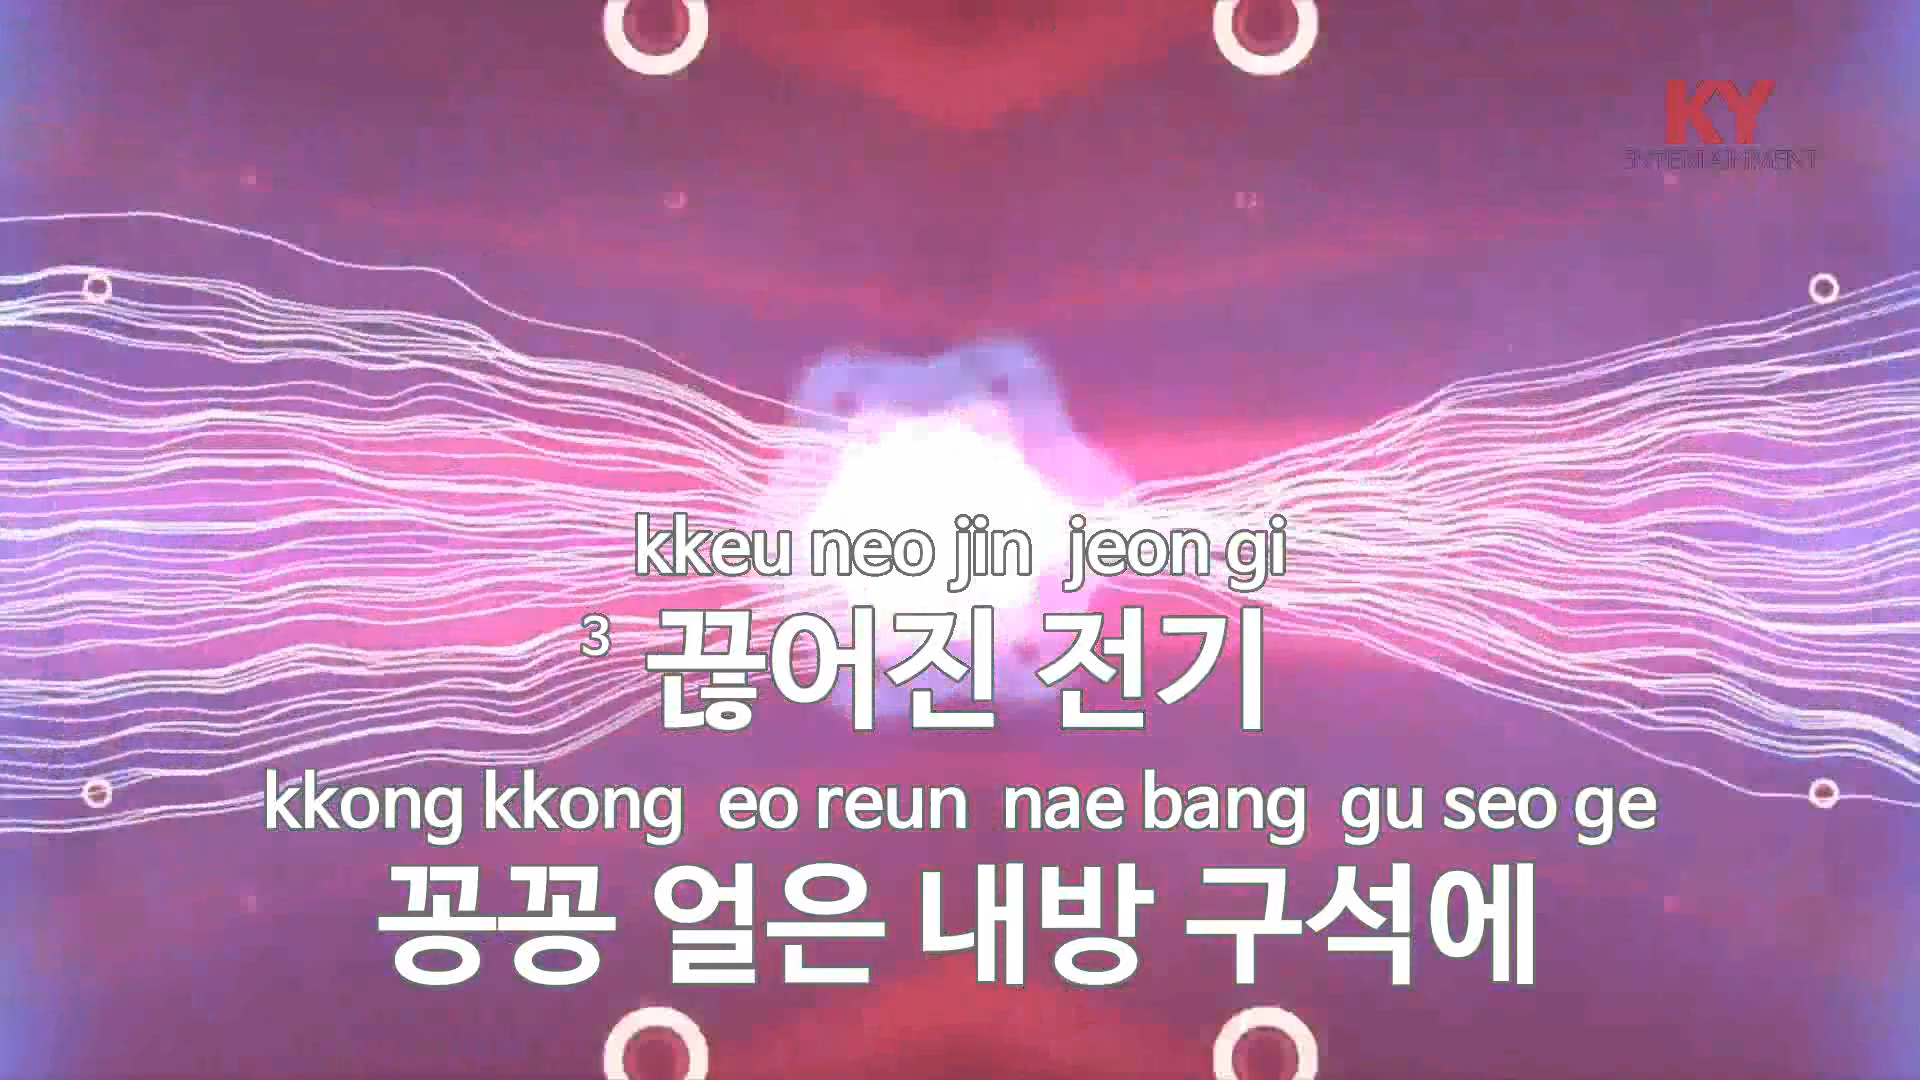 KY
ENTERTAINMENT
kkeu neo jin jeon gi
3 끊어진 전기
kkong kkong eo reun nae bang gu seo ge
꽁꽁 얼은 내방 구석에